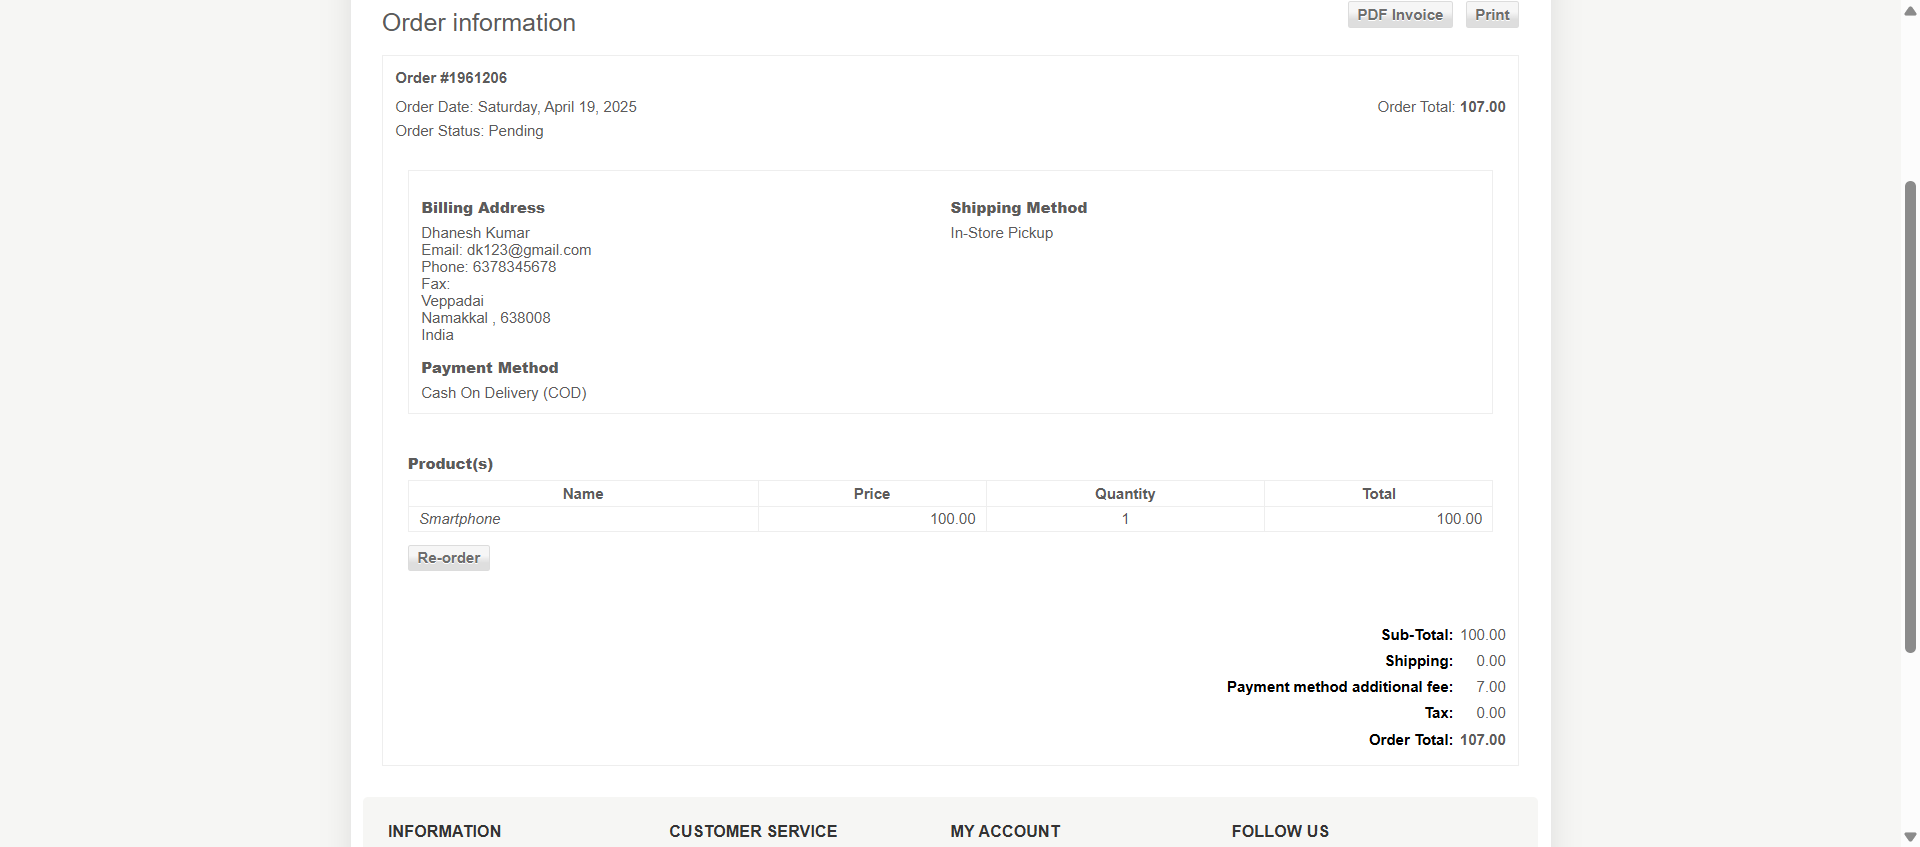 Order information
PDF Invoice
Print
Order #1961206
Order Date: Saturday, April 19, 2025
Order Total: 107.00
Order Status: Pending
Billing Address
Dhanesh Kumar
Email: dk123@gmail.com
Phone: 6378345678
Fax:
Veppadai
Namakkal , 638008
India
Payment Method
Cash On Delivery (COD)
Shipping Method
In-Store Pickup
Product(s)
Name Price Quantity Total
Smartphone 100.00 1 100.00
Re-order
Sub-Total: 100.00
Shipping: 0.00
Payment method additional fee: 7.00
Tax: 0.00
Order Total: 107.00
INFORMATION
CUSTOMER SERVICE
MY ACCOUNT
FOLLOW US